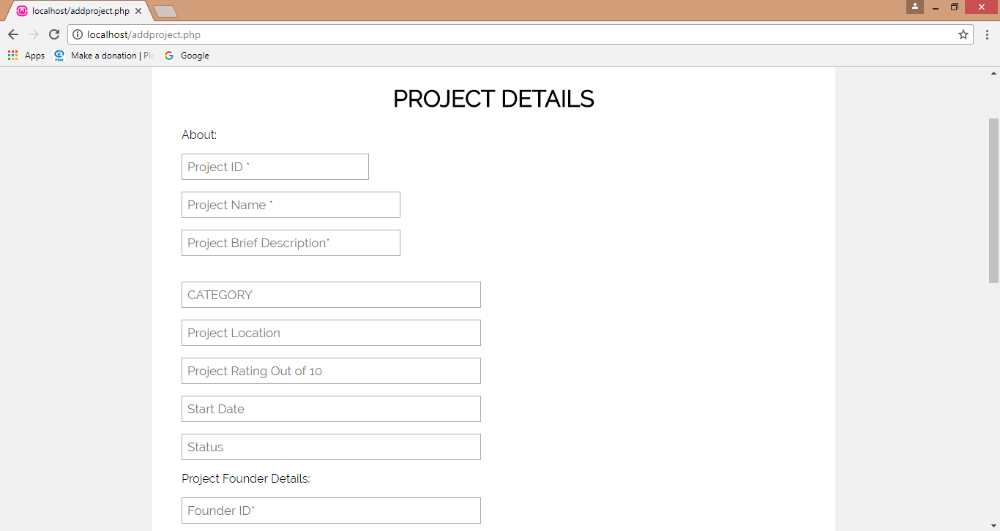 localhost/addproject.php
localhost/addproject.php
Apps
Make a donation | Pla
Google
PROJECT DETAILS
About:
Project ID *
Project Name *
Project Brief Description*
CATEGORY
Project Location
Project Rating Out of 10
Start Date
Status
Project Founder Details:
Founder ID*